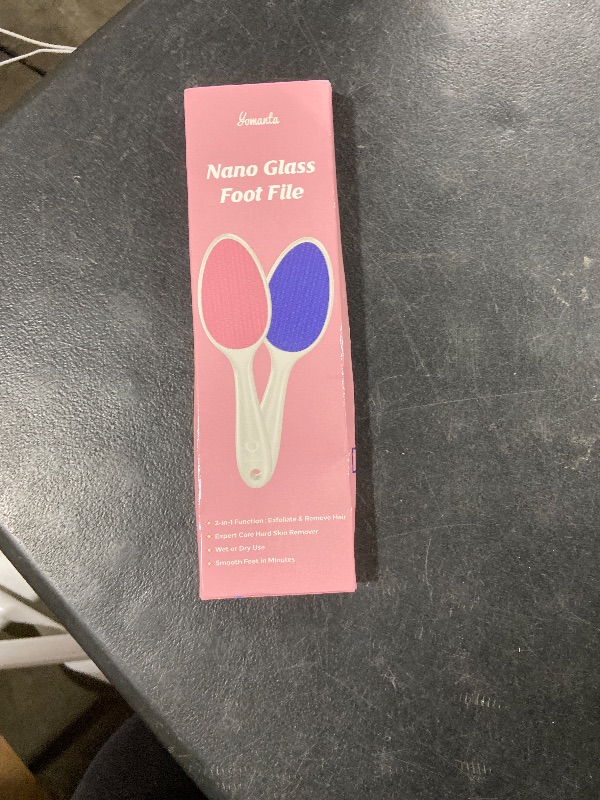 Yomantu
Nano Glass
Foot File
• 2-in-1 Function: Exfoliate & Remove Hair
• Expert Care Hard Skin Remover
• Wet or Dry Use
• Smooth Feet in Minutes